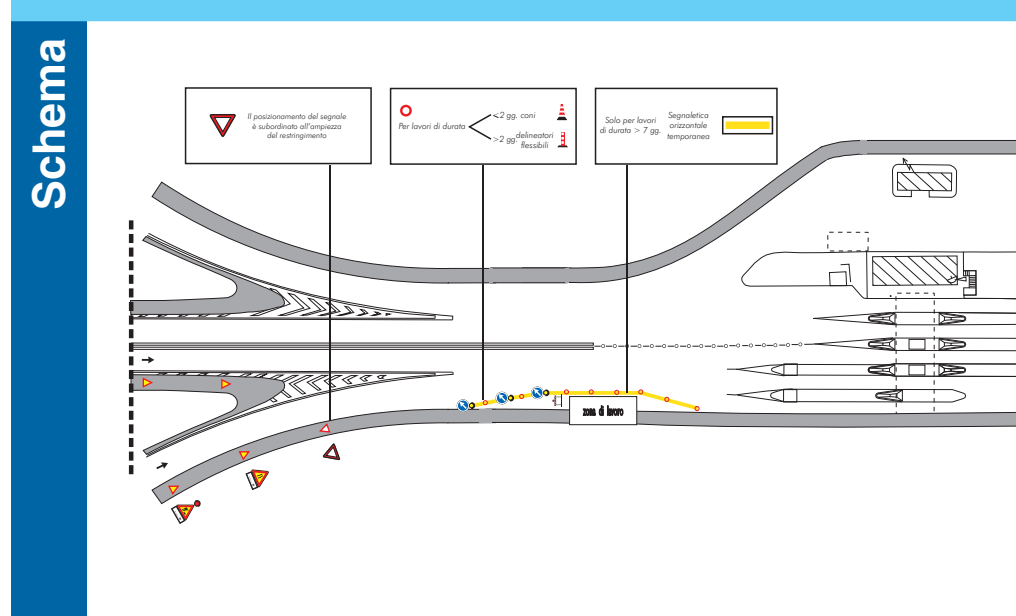 Schema
Il posizionamento del segnale
è subordinato all'ampiezza
del restringimento
Per lavori di durata
<2 gg. coni
>2 gg. delineatori
flessibili
Solo per lavori
di durata > 7 gg.
Segnaletica
orizzontale
temporanea
zona di lavoro